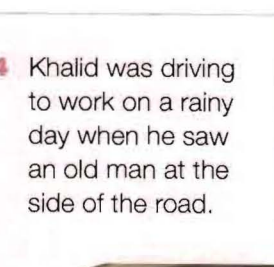 4 Khalid was driving
to work on a rainy
day when he saw
an old man at the
side of the road.